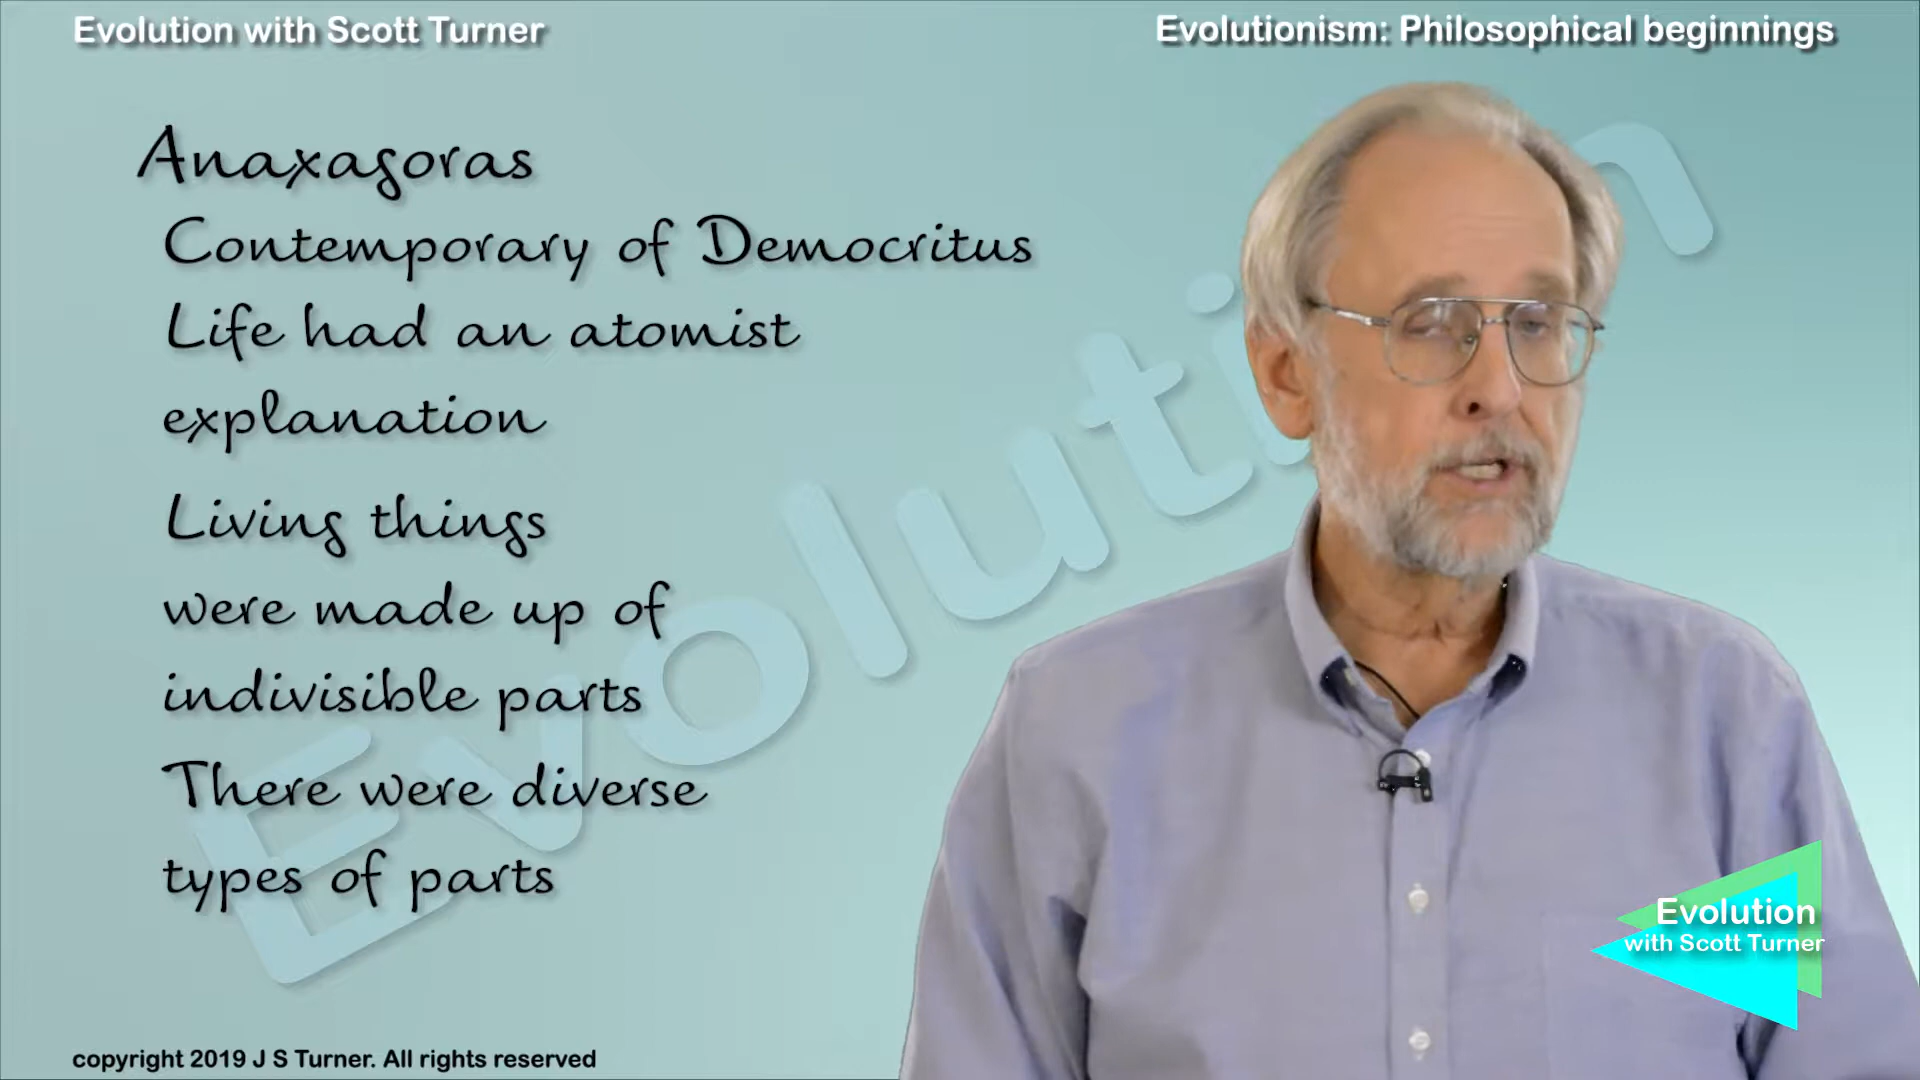 Evolution with Scott Turner
Evolutionism: Philosophical beginnings
Anaxagoras
Contemporary of Democritus
Life had an atomist
explanation
Living things
were made up of
indivisible parts
There were diverse
types of parts
Evolution
Evolution
with Scott Turner
copyright 2019 J S Turner. All rights reserved